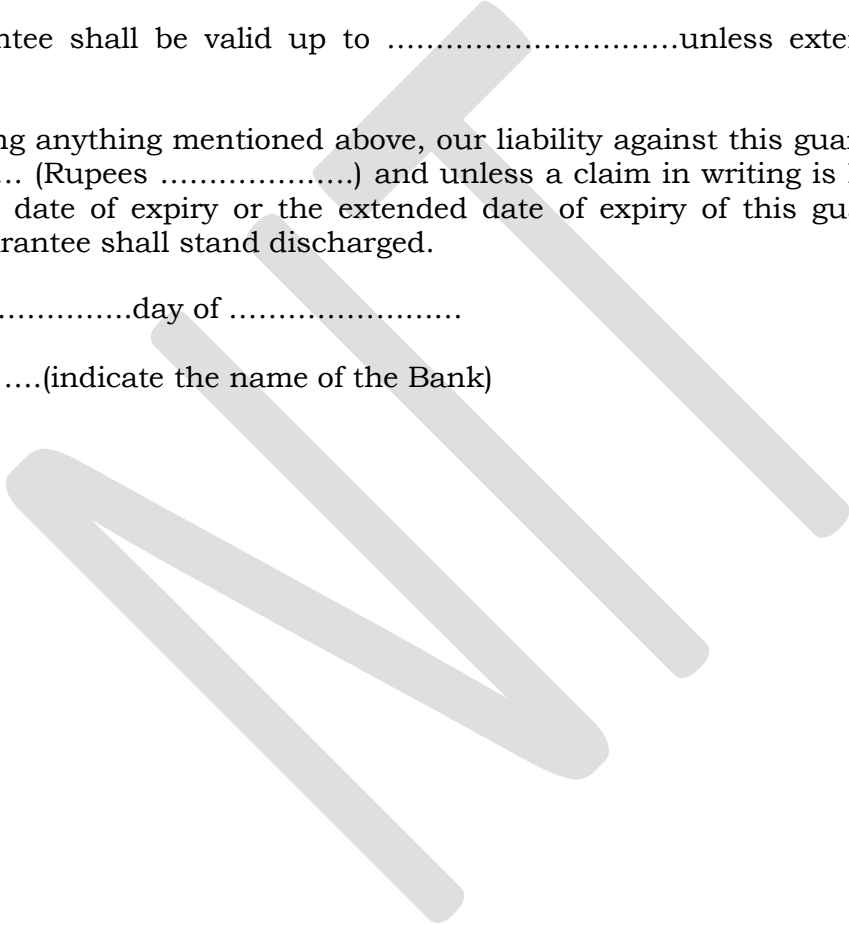 ntee shall be valid up to …………………………unless exte
ng anything mentioned above, our liability against this gua
… (Rupees ………………..) and unless a claim in writing is
date of expiry or the extended date of expiry of this gu
rantee shall stand discharged.
…………..day of ……………………
….(indicate the name of the Bank)
NIT